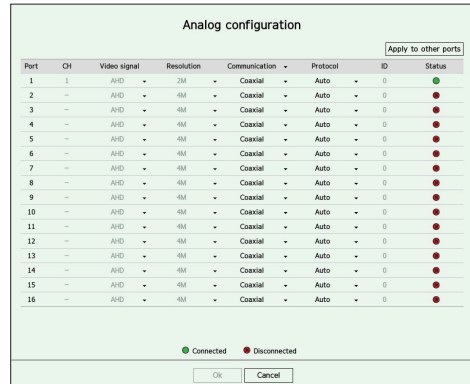 Analog configuration
Apply to other ports
Port CH Video signal Resolution Communication Protocol ID Status
1 1 AHD 2M Coaxial Auto 0
2 — AHD 4M Coaxial Auto 0
3 — AHD 4M Coaxial Auto 0
4 — AHD 4M Coaxial Auto 0
5 — AHD 4M Coaxial Auto 0
6 — AHD 4M Coaxial Auto 0
7 — AHD 4M Coaxial Auto 0
8 — AHD 4M Coaxial Auto 0
9 — AHD 4M Coaxial Auto 0
10 — AHD 4M Coaxial Auto 0
11 — AHD 4M Coaxial Auto 0
12 — AHD 4M Coaxial Auto 0
13 — AHD 4M Coaxial Auto 0
14 — AHD 4M Coaxial Auto 0
15 — AHD 4M Coaxial Auto 0
16 — AHD 4M Coaxial Auto 0
Connected Disconnected
Ok Cancel